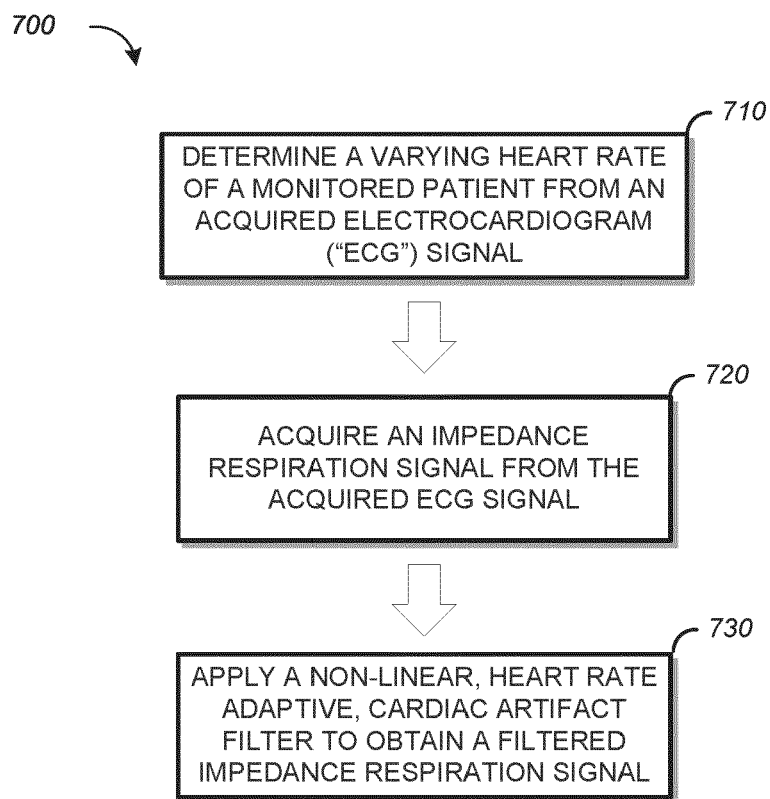 700
710
DETERMINE A VARYING HEART RATE
OF A MONITORED PATIENT FROM AN
ACQUIRED ELECTROCARDIOGRAM
(“ECG”) SIGNAL
720
ACQUIRE AN IMPEDANCE
RESPIRATION SIGNAL FROM THE
ACQUIRED ECG SIGNAL
730
APPLY A NON-LINEAR, HEART RATE
ADAPTIVE, CARDIAC ARTIFACT
FILTER TO OBTAIN A FILTERED
IMPEDANCE RESPIRATION SIGNAL